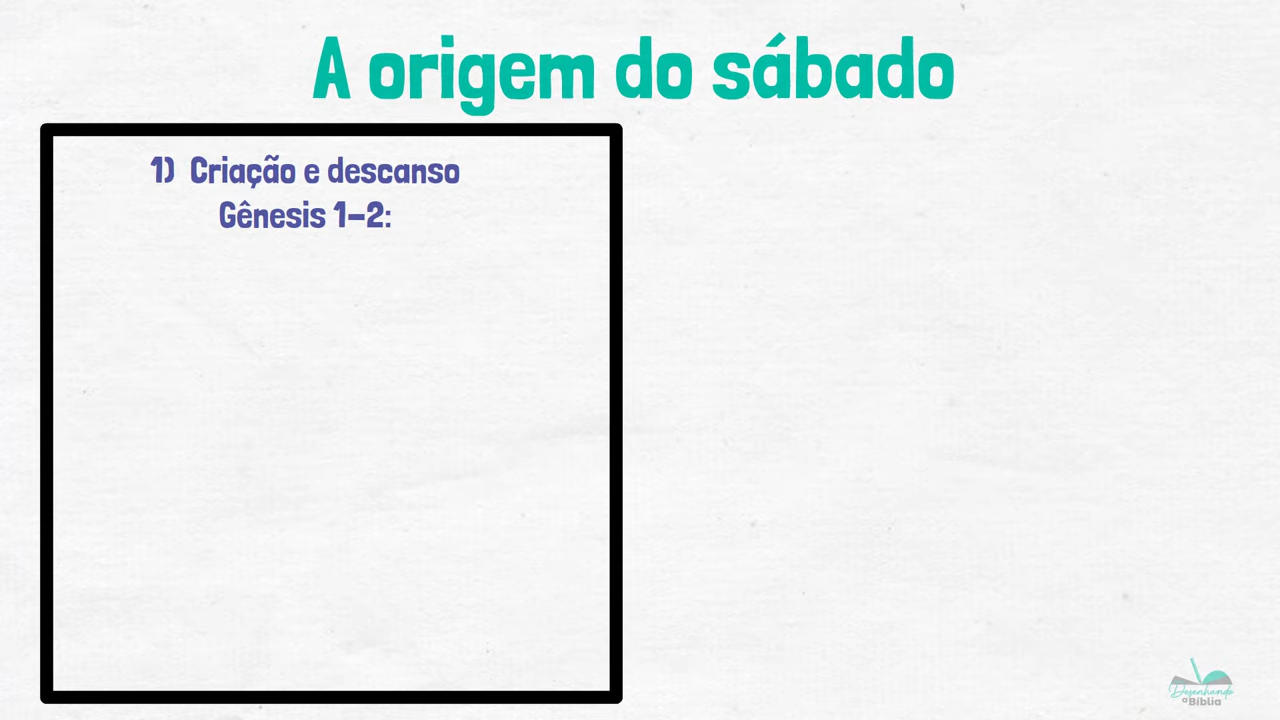 A origem do sábado
1) Criação e descanso
Gênesis 1-2:
Desenhando
a Bíblia